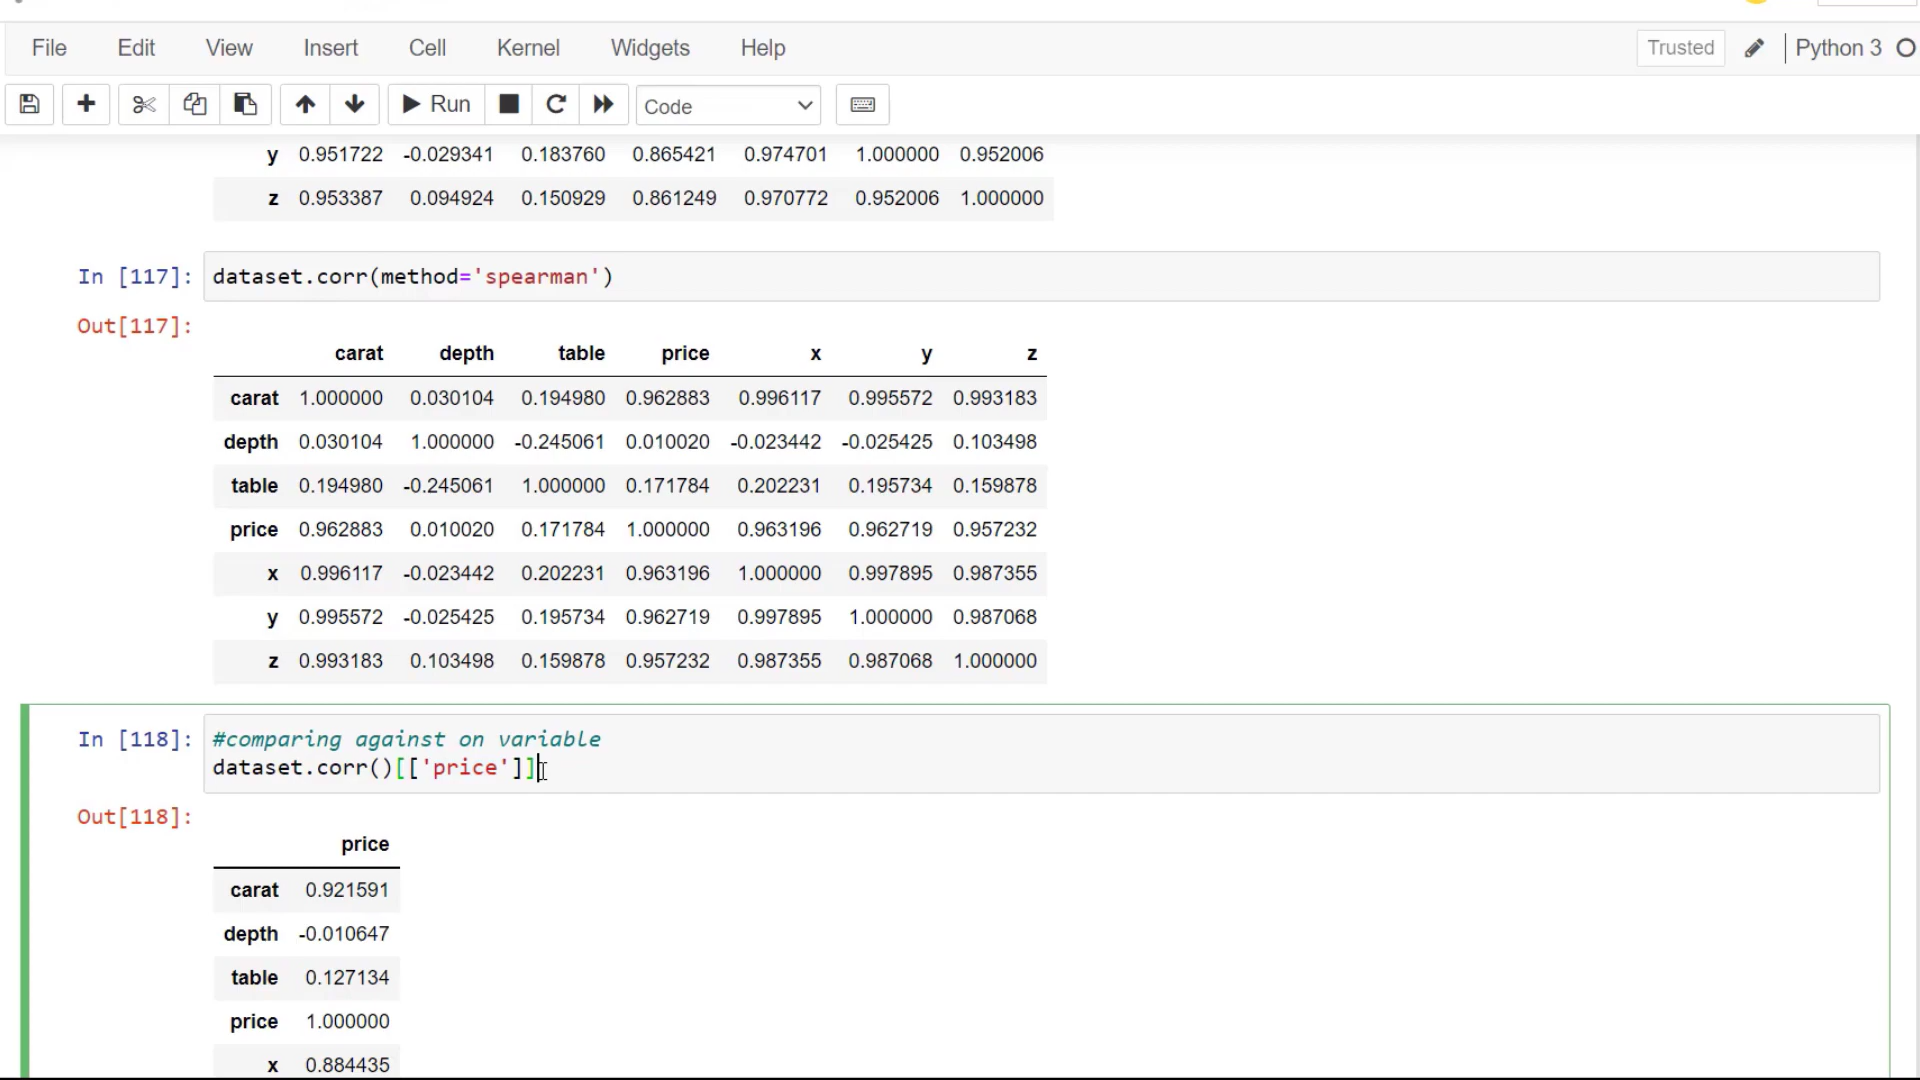 File Edit View Insert Cell Kernel Widgets Help Trusted Python 3
Run Code
y 0.951722 -0.029341 0.183760 0.865421 0.974701 1.000000 0.952006
z 0.953387 0.094924 0.150929 0.861249 0.970772 0.952006 1.000000
In [117]: dataset.corr(method='spearman')
Out[117]:
carat depth table price x y z
carat 1.000000 0.030104 0.194980 0.962883 0.996117 0.995572 0.993183
depth 0.030104 1.000000 -0.245061 0.010020 -0.023442 -0.025425 0.103498
table 0.194980 -0.245061 1.000000 0.171784 0.202231 0.195734 0.159878
price 0.962883 0.010020 0.171784 1.000000 0.963196 0.962719 0.957232
x 0.996117 -0.023442 0.202231 0.963196 1.000000 0.997895 0.987355
y 0.995572 -0.025425 0.195734 0.962719 0.997895 1.000000 0.987068
z 0.993183 0.103498 0.159878 0.957232 0.987355 0.987068 1.000000
In [118]: #comparing against on variable
dataset.corr()[['price']]
Out[118]:
price
carat 0.921591
depth -0.010647
table 0.127134
price 1.000000
x 0.884435